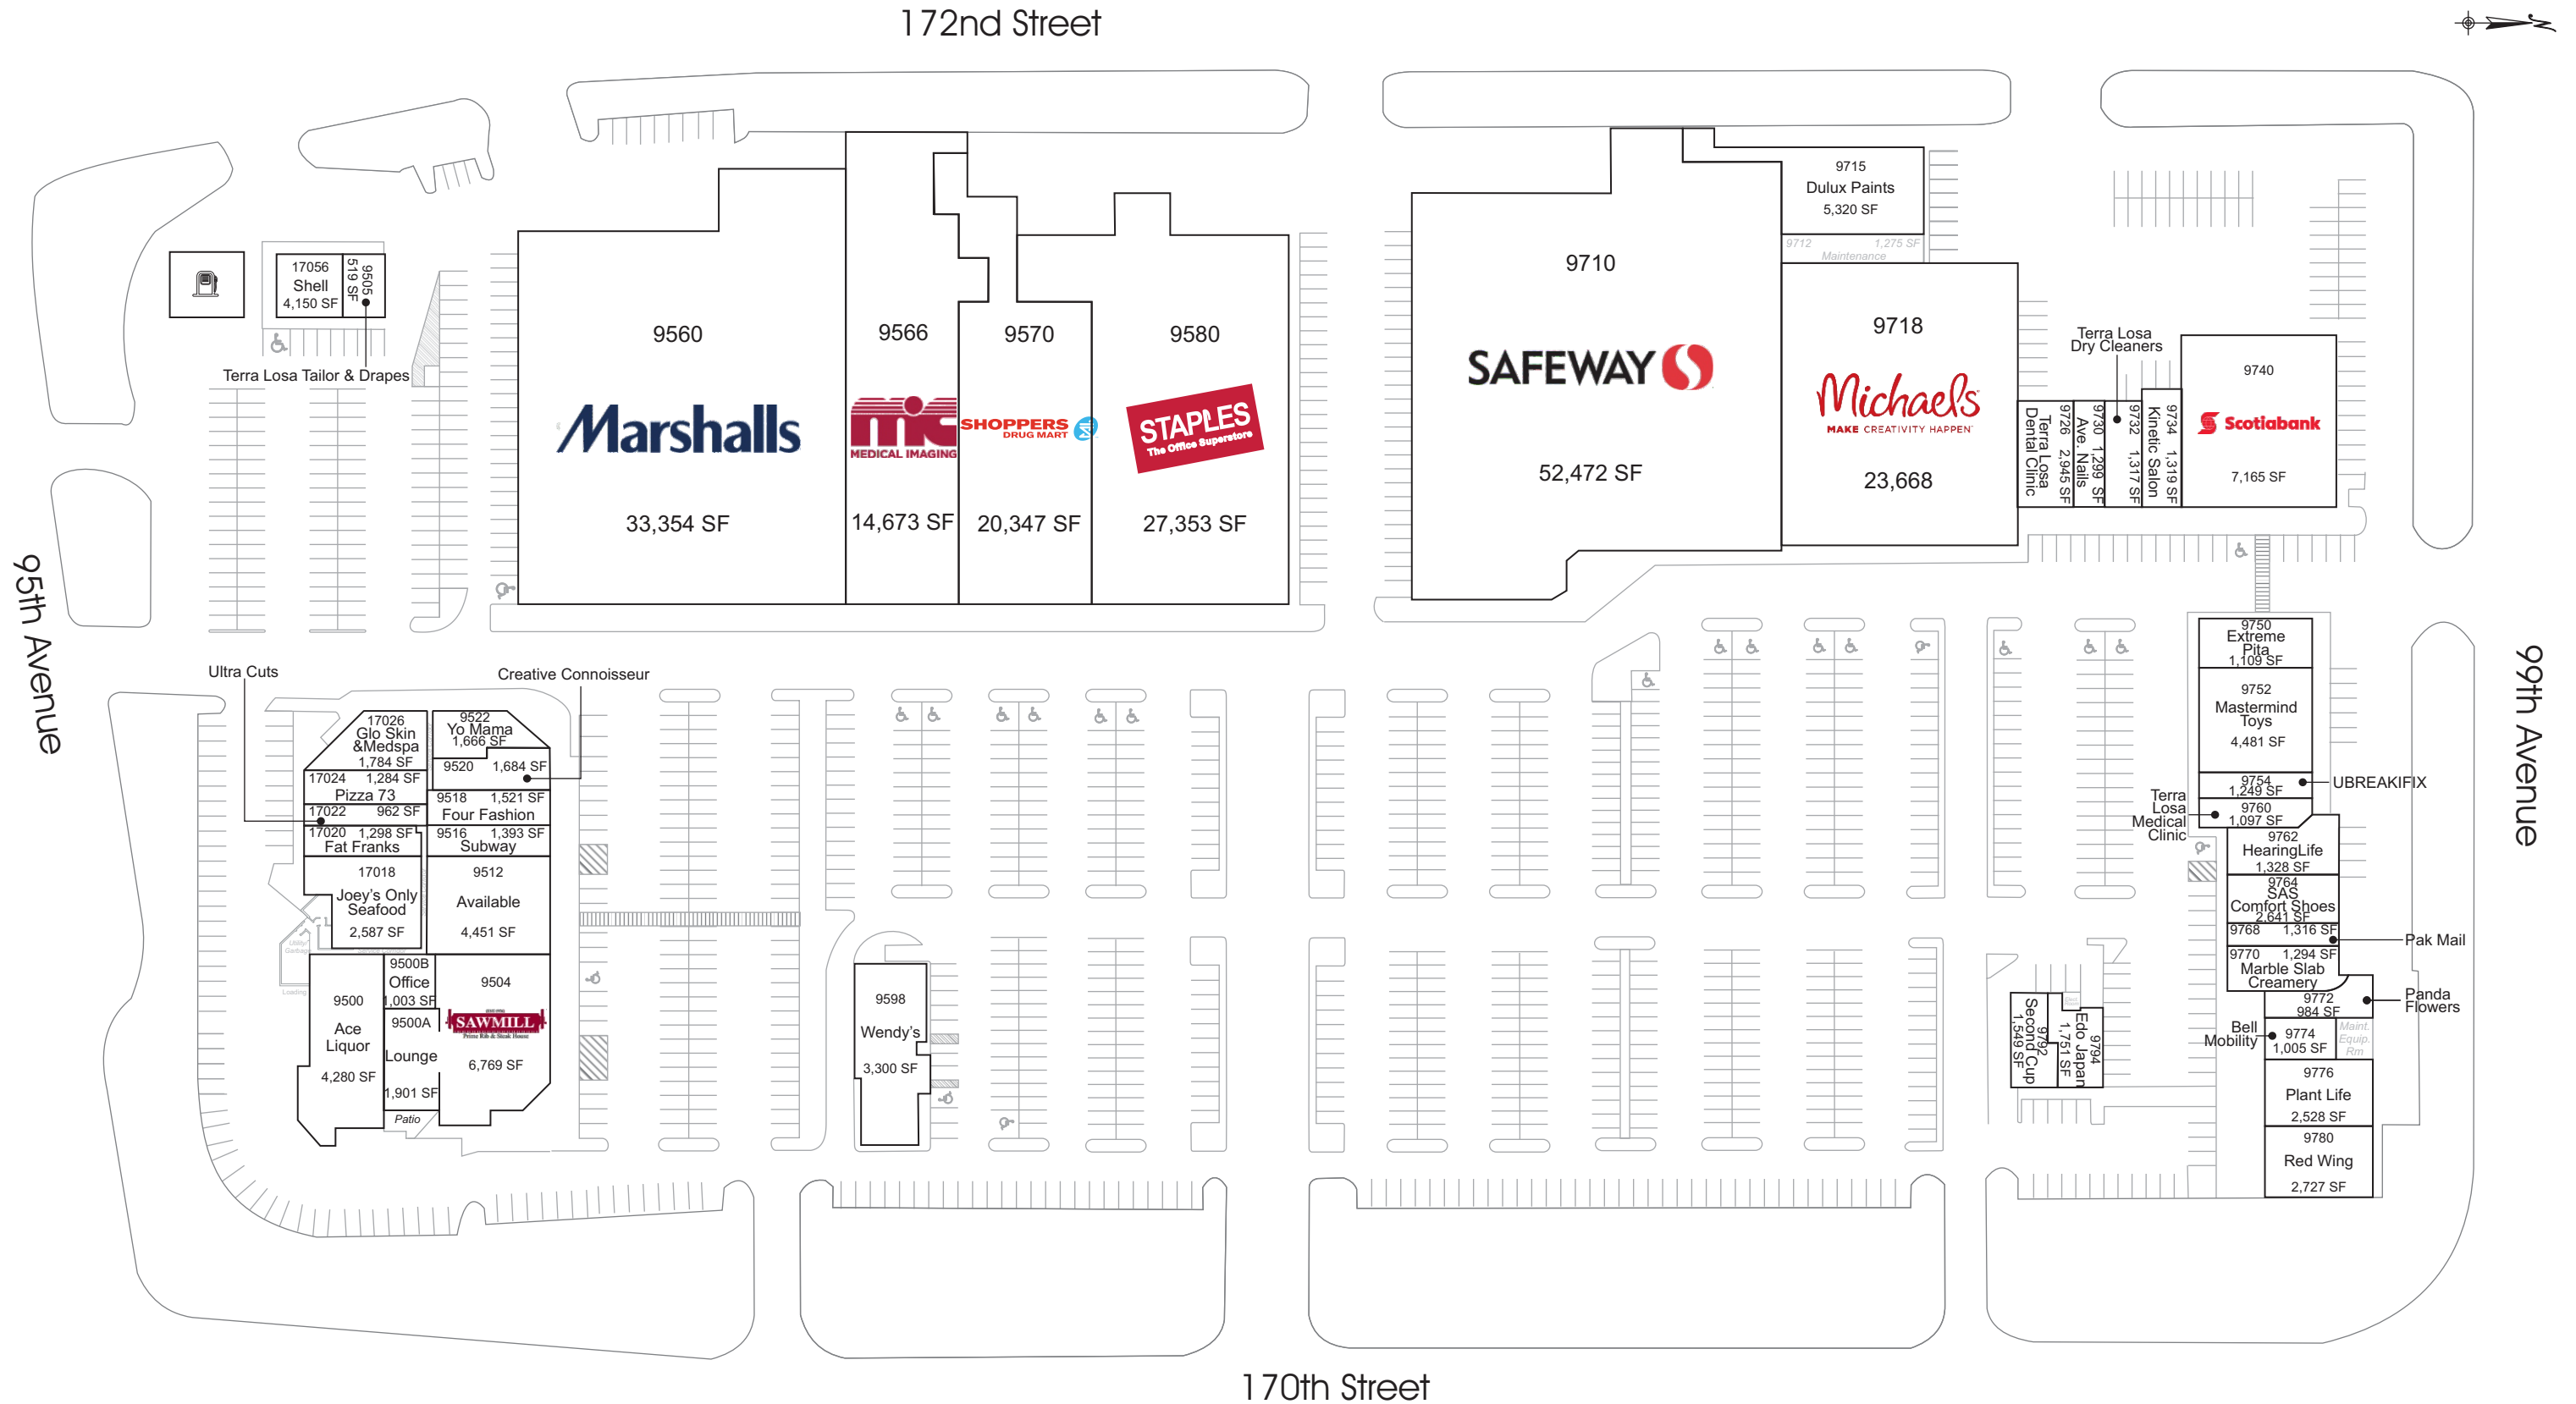 172nd Street
95th Avenue
99th Avenue
170th Street
17056
Shell
4,150 SF
9505
519 SF
Terra Losa Tailor & Drapes
9560
Marshalls
33,354 SF
9566
mic
MEDICAL IMAGING
14,673 SF
9570
SHOPPERS
DRUG MART
20,347 SF
9580
STAPLES
The Office Superstore
27,353 SF
9710
SAFEWAY
52,472 SF
9715
Dulux Paints
5,320 SF
9712 1,275 SF
Maintenance
9718
Michaels
MAKE CREATIVITY HAPPEN
23,668
Terra Losa
Dental Clinic
9726 2,945 SF
Ave. Nails
9730 1,299 SF
Terra Losa
Dry Cleaners
9732 1,317 SF
Kinetic Salon
9734 1,319 SF
9740
Scotiabank
7,165 SF
Ultra Cuts
Creative Connoisseur
17026
Glo Skin
&Medspa
1,784 SF
9522
Yo Mama
1,666 SF
9520 1,684 SF
17024 1,284 SF
Pizza 73
9518 1,521 SF
Four Fashion
17022 962 SF
17020 1,298 SF
Fat Franks
9516 1,393 SF
Subway
17018
Joey's Only
Seafood
2,587 SF
9512
Available
4,451 SF
Utility/
Garbage
Loading
9500
Ace
Liquor
4,280 SF
9500B
Office
1,003 SF
9500A
Lounge
1,901 SF
Patio
9504
SAWMILL
Prime Rib & Steak House
6,769 SF
9598
Wendy's
3,300 SF
9750
Extreme
Pita
1,109 SF
9752
Mastermind
Toys
4,481 SF
9754
1,249 SF
UBREAKIFIX
Terra
Losa
Medical
Clinic
9760
1,097 SF
9762
HearingLife
1,328 SF
9764
SAS
Comfort Shoes
2,641 SF
9768 1,316 SF
Pak Mail
9770 1,294 SF
Marble Slab
Creamery
9772
984 SF
Panda
Flowers
Bell
Mobility
9774
1,005 SF
Maint.
Equip.
Rm
9776
Plant Life
2,528 SF
9780
Red Wing
2,727 SF
9792
Second Cup
1,549 SF
9794
Edo Japan
1,751 SF